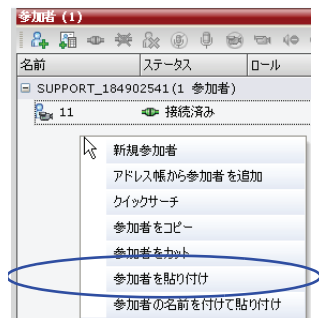 参加者 (1)
名前 ステータス ロール
SUPPORT_184902541(1 参加者)
11 接続済み
新規参加者
アドレス帳から参加者を追加
クイックサーチ
参加者をコピー
参加者をカット
参加者を貼り付け
参加者の名前を付けて貼り付け